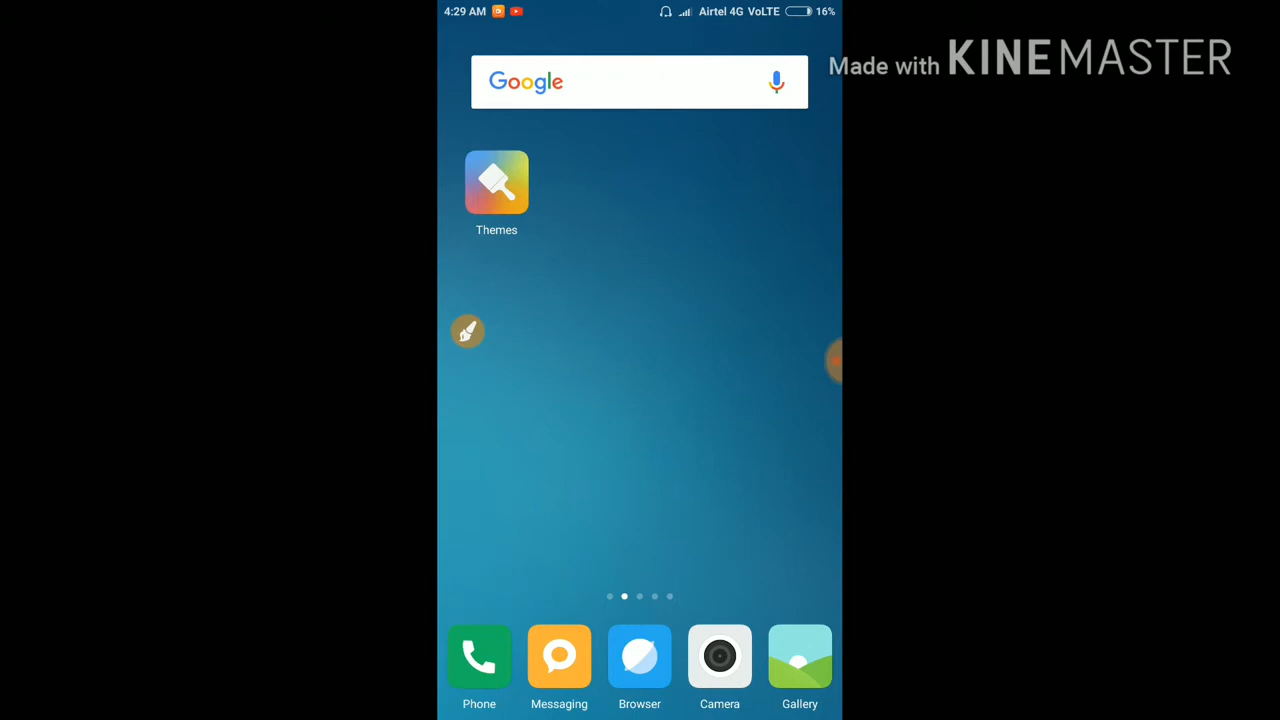 4:29 AM Airtel 4G VoLTE 16%
Made with KINEMASTER
Google
Themes
Phone Messaging Browser Camera Gallery